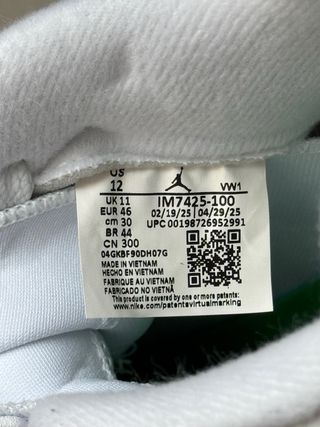 US
12 VW1
UK 11 IM7425-100
EUR 46 02/19/25 04/29/25
cm 30 UPC 00198726952991
BR 44
CN 300
04GKBF90DH07G
MADE IN VIETNAM
HECHO EN VIETNAM
FABRIQUE AU VIETNAM
FABRICADO NO VIETNÃ
This shoe is covered by one or more patents:
www.nike.com/patentsvirtualmarking